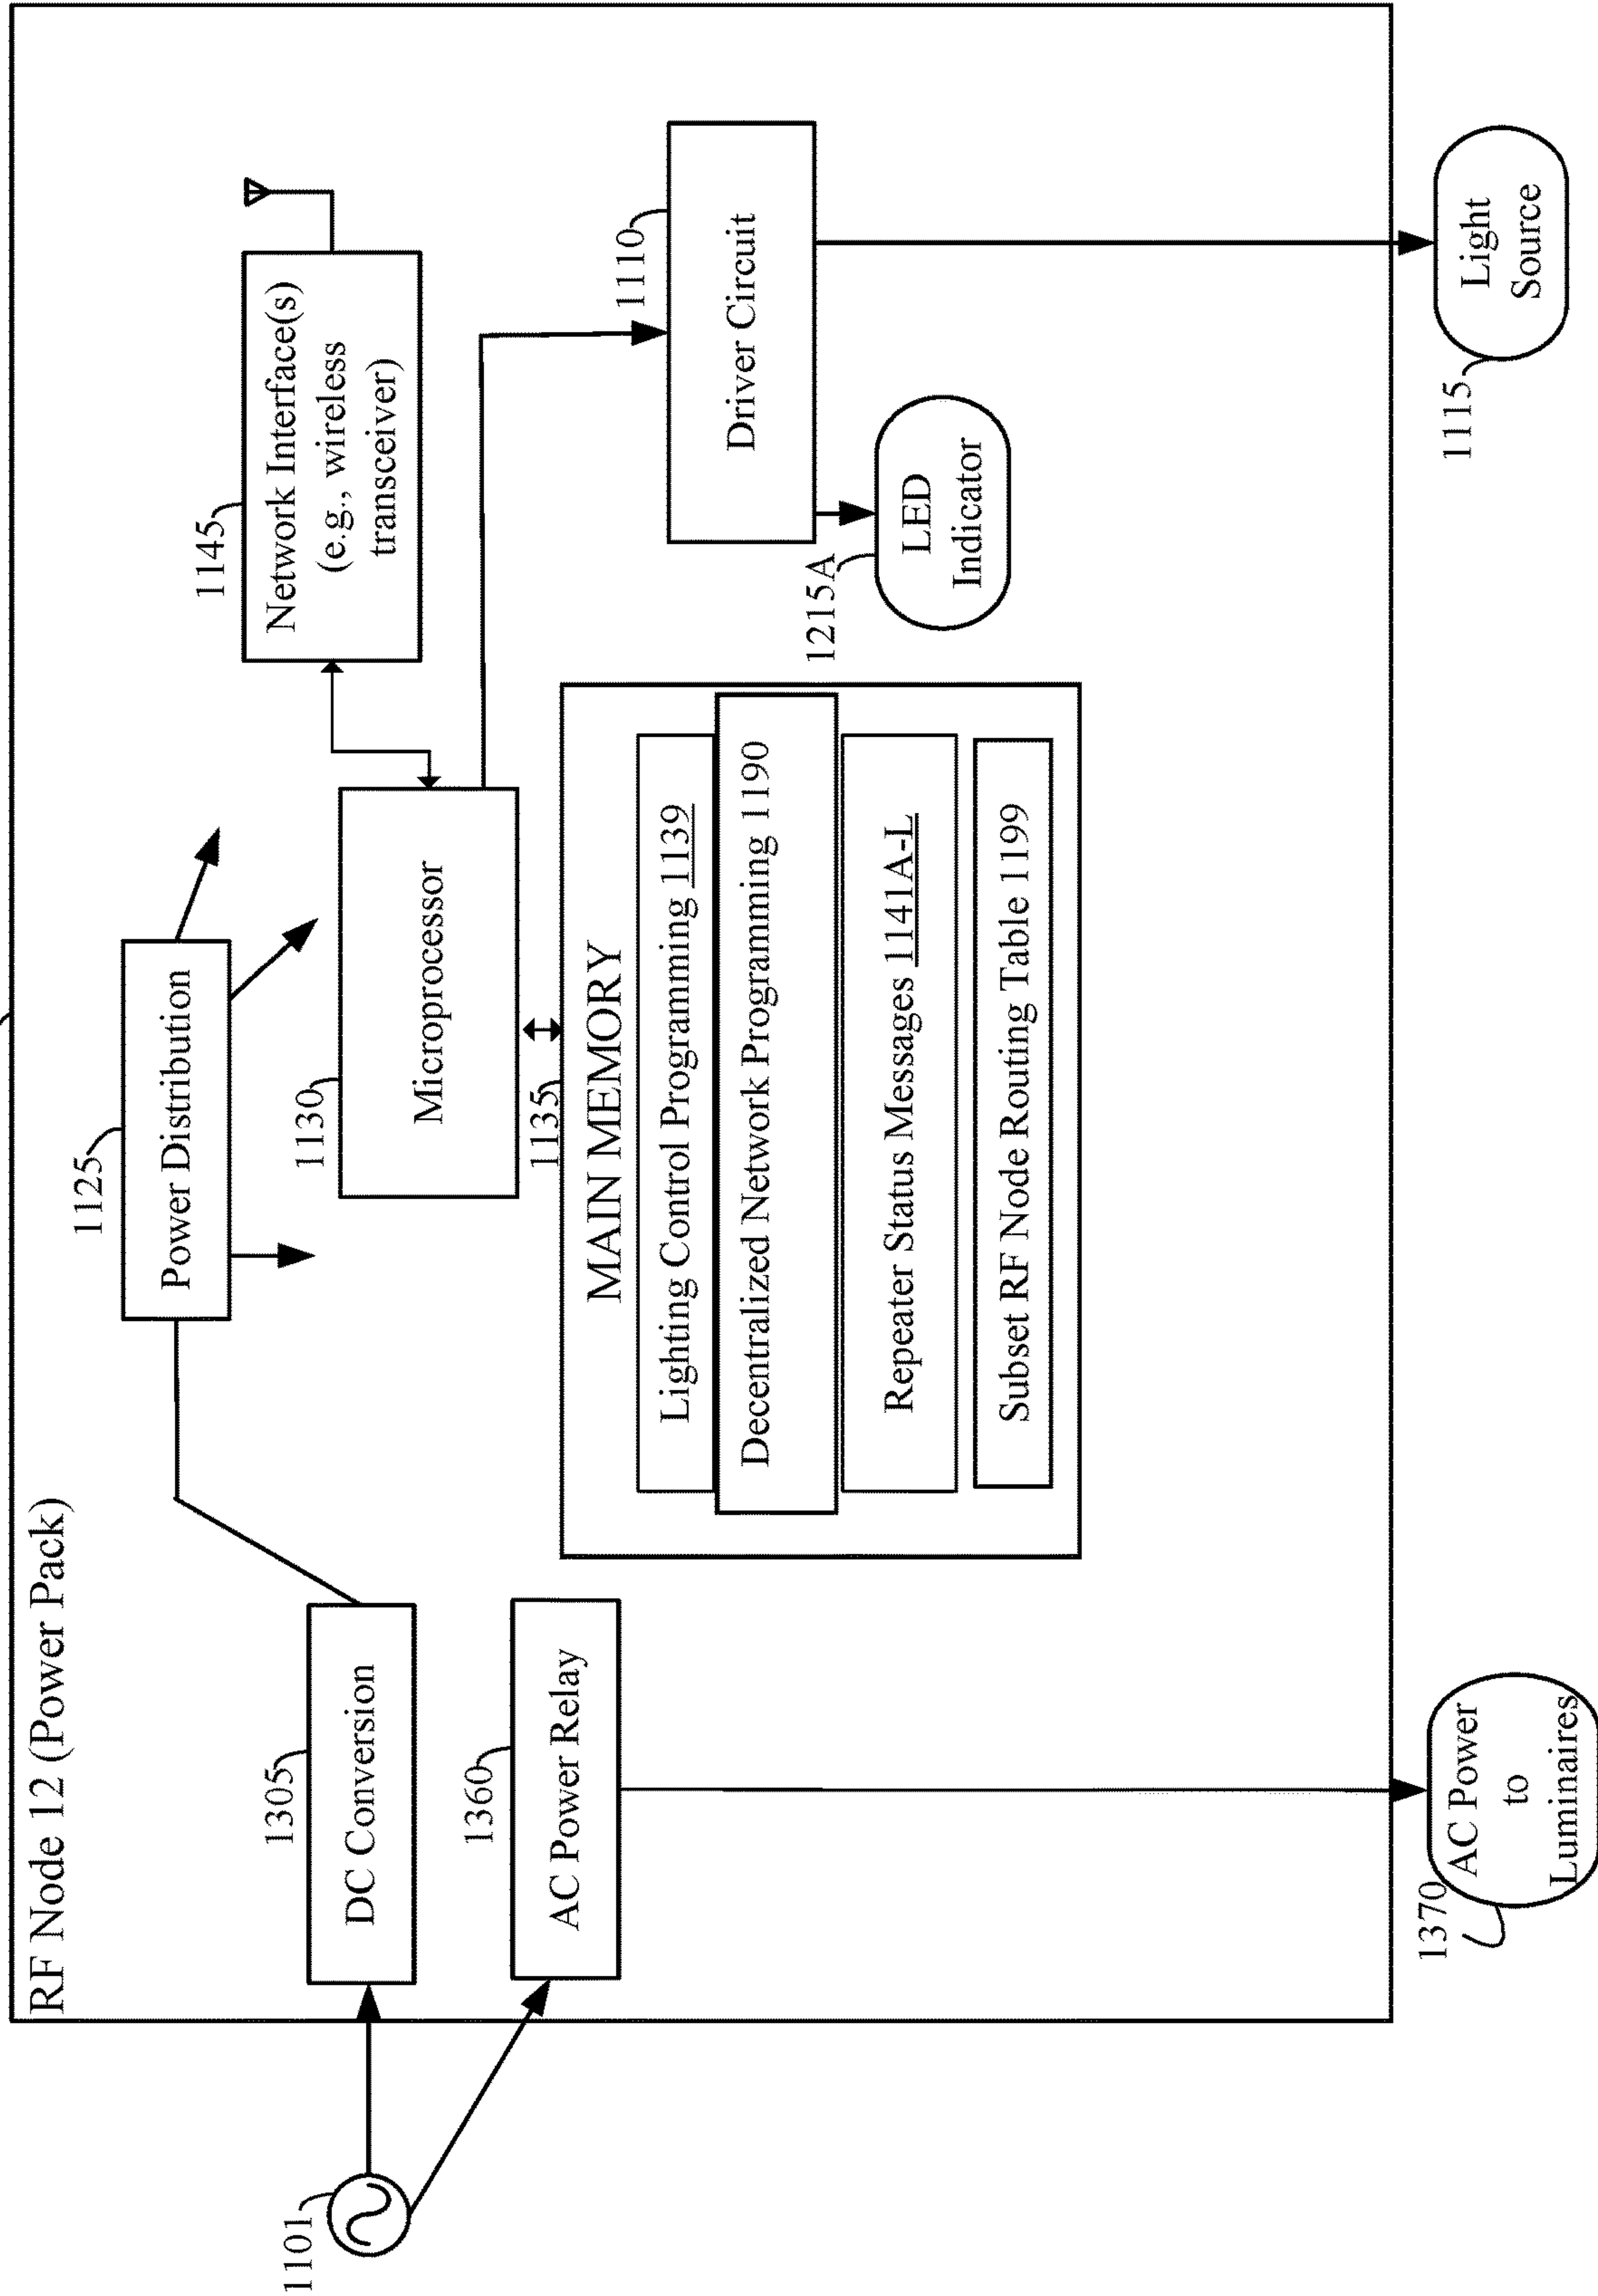 RF Node 12 (Power Pack)
1125
Power Distribution
1101
1305
DC Conversion
1360
AC Power Relay
1130
Microprocessor
1145
Network Interface(s)
(e.g., wireless
transceiver)
1135
MAIN MEMORY
Lighting Control Programming 1139
Decentralized Network Programming 1190
Repeater Status Messages 1141A-L
Subset RF Node Routing Table 1199
1110
Driver Circuit
1215A
LED
Indicator
1370
AC Power
to
Luminaires
1115
Light
Source